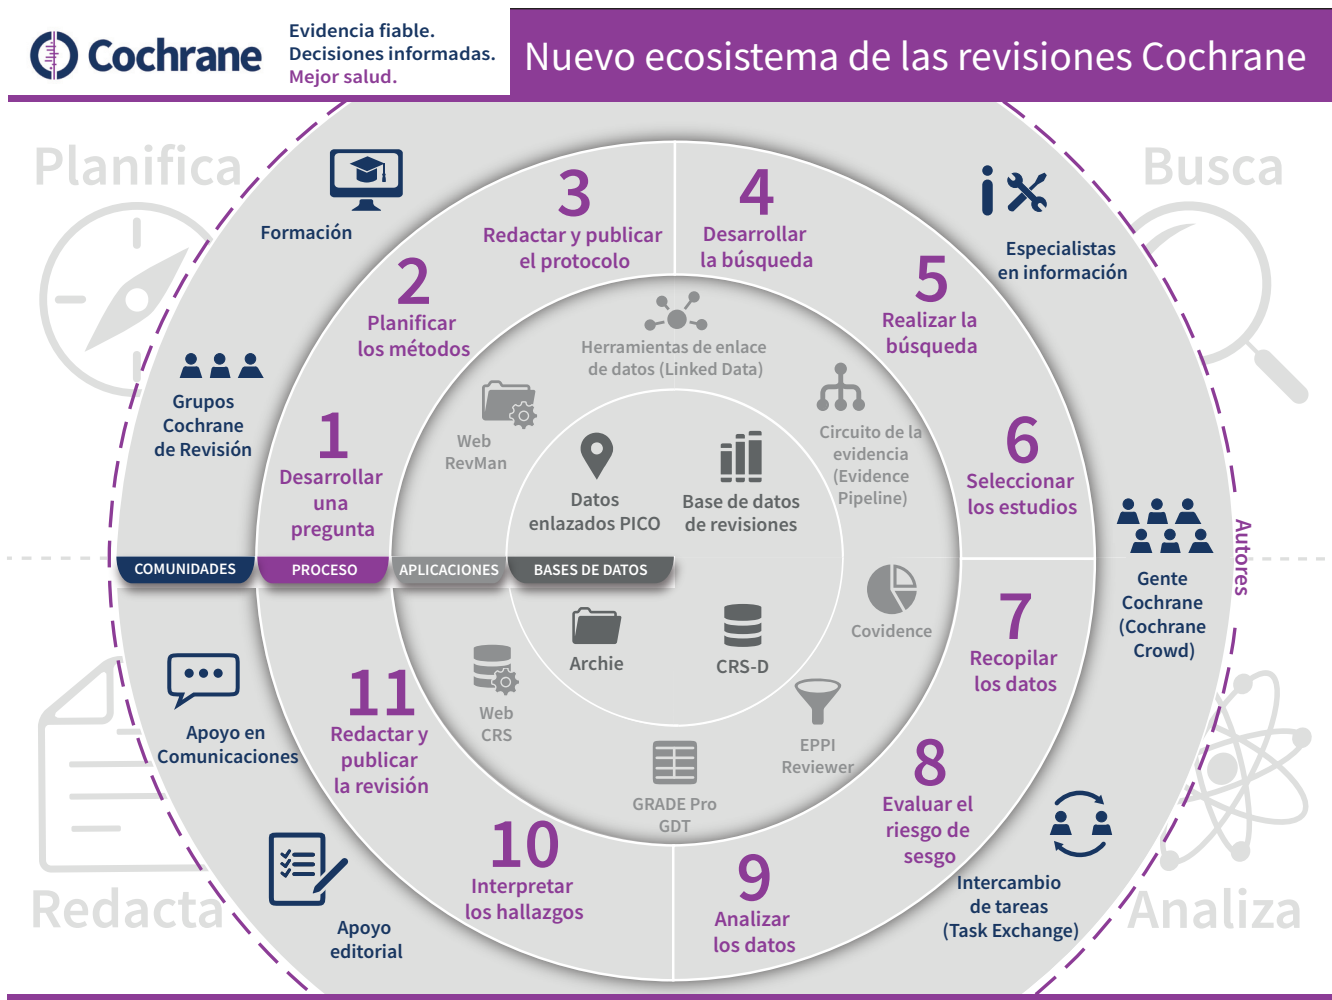 Cochrane
Evidencia fiable.
Decisiones informadas.
Mejor salud.
Nuevo ecosistema de las revisiones Cochrane
Planifica
Busca
Formación
Grupos
Cochrane
de Revisión
Especialistas
en información
1
Desarrollar
una
pregunta
2
Planificar
los métodos
3
Redactar y publicar
el protocolo
4
Desarrollar
la búsqueda
5
Realizar la
búsqueda
6
Seleccionar
los estudios
Herramientas de enlace
de datos (Linked Data)
Web
RevMan
Circuito de la
evidencia
(Evidence
Pipeline)
Datos
enlazados PICO
Base de datos
de revisiones
COMUNIDADES
PROCESO
APLICACIONES
BASES DE DATOS
Autores
Gente
Cochrane
(Cochrane
Crowd)
Archie
CRS-D
Covidence
Web
CRS
EPPI
Reviewer
GRADE Pro
GDT
7
Recopilar
los datos
8
Evaluar el
riesgo de
sesgo
9
Analizar
los datos
10
Interpretar
los hallazgos
11
Redactar y
publicar
la revisión
Apoyo en
Comunicaciones
Apoyo
editorial
Intercambio
de tareas
(Task Exchange)
Redacta
Analiza